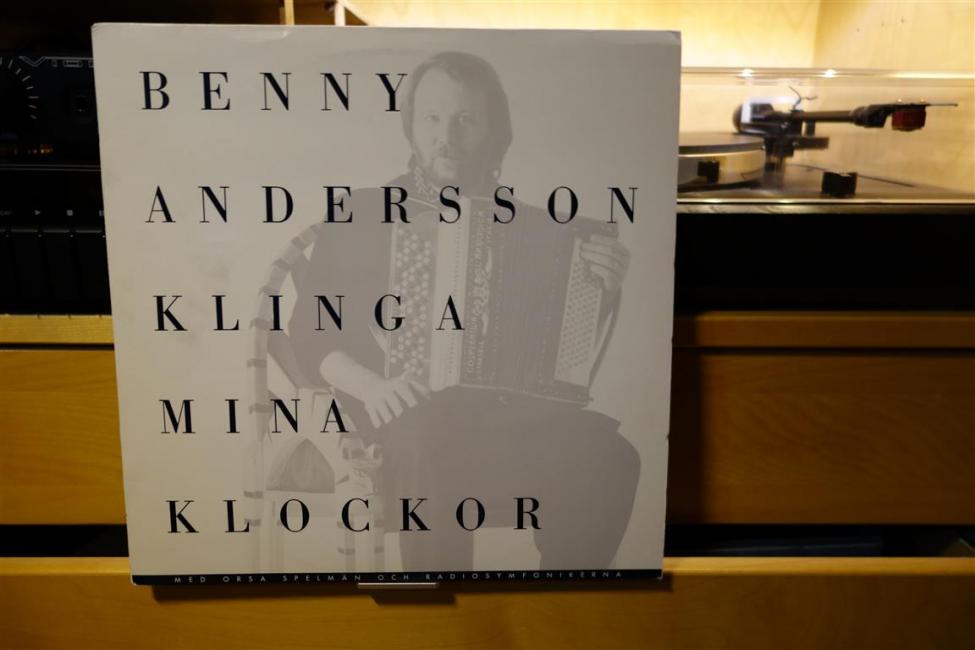 BENNY
ANDERSSON
KLINGA
MINA
KLOCKOR
MED ORSA SPELMÄN OCH RADIOSYMFONIKERNA